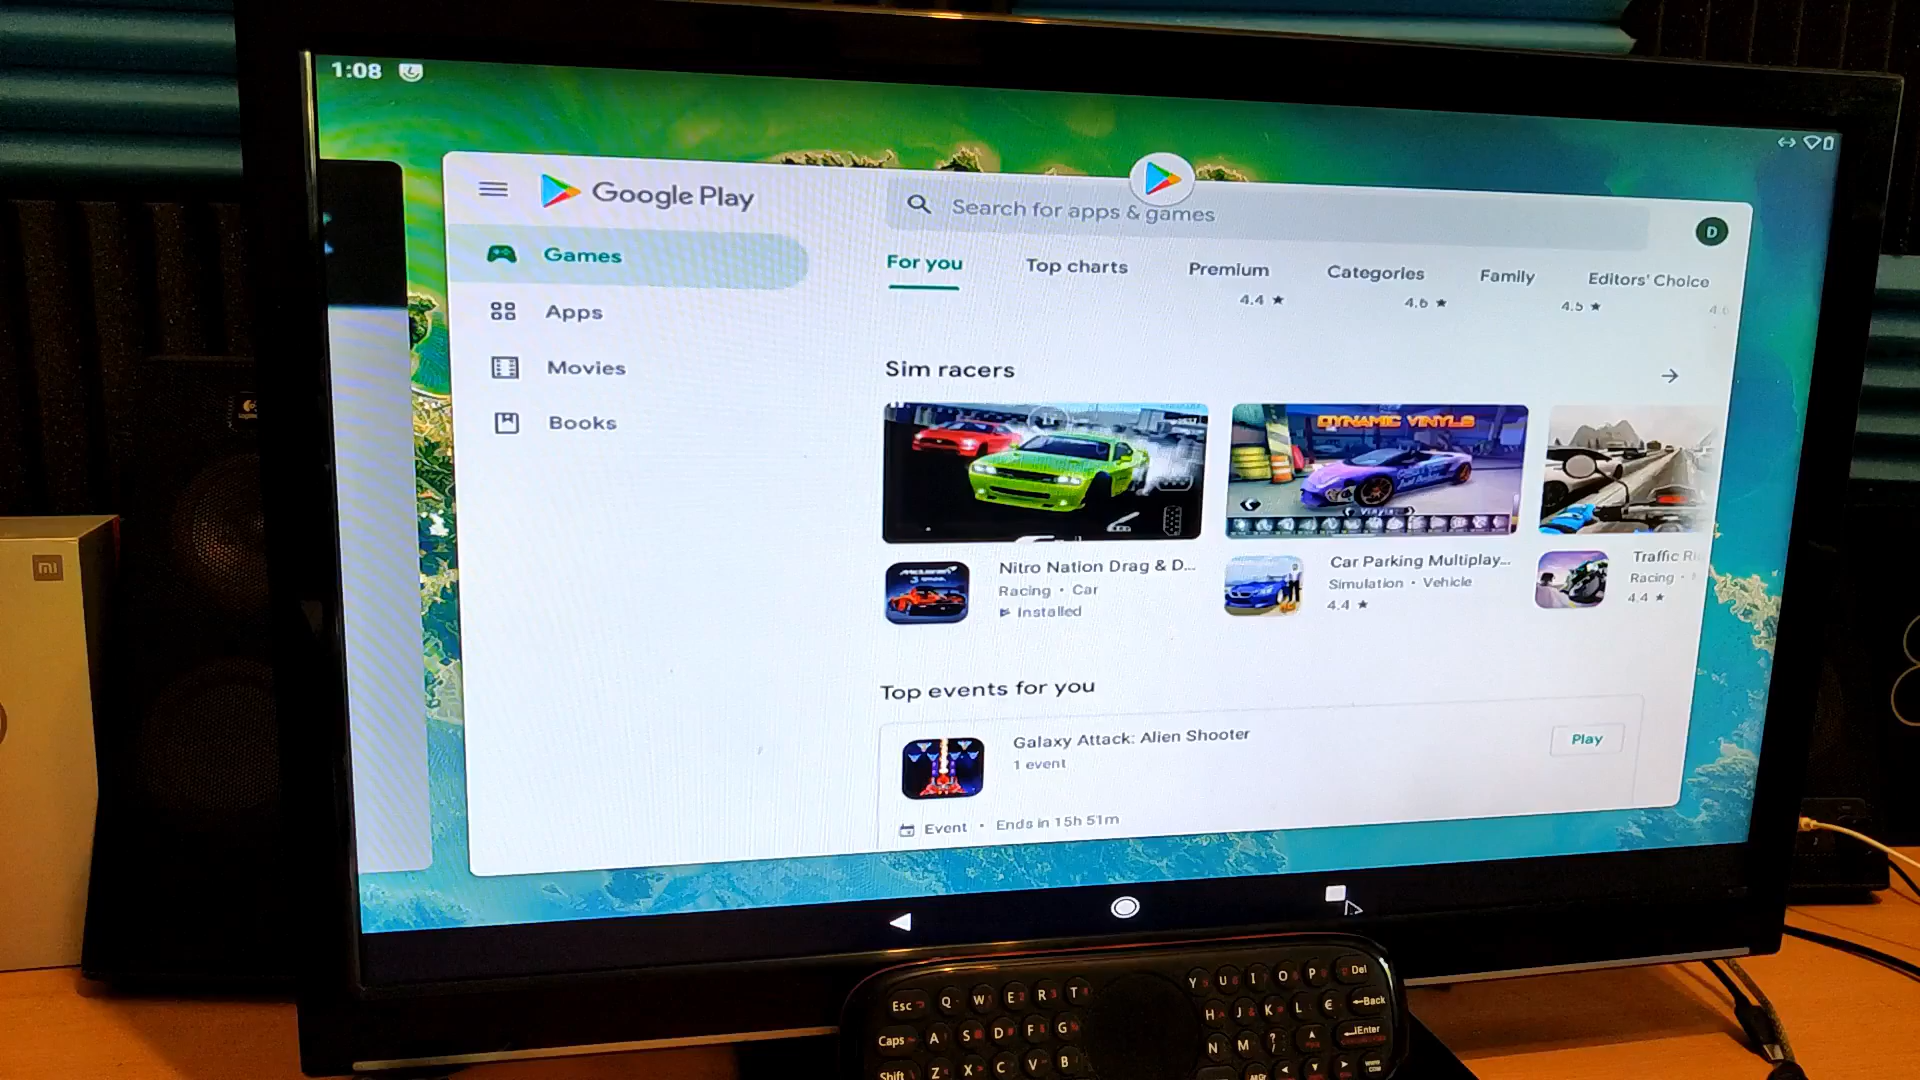 1:08
Google Play
Search for apps & games
D
Games
Apps
Movies
Books
For you
Top charts
Premium
Categories
Family
Editors' Choice
4.4 ★
4.6 ★
4.5 ★
Sim racers
DYNAMIC VINYLS
Nitro Nation Drag & D...
Racing • Car
Installed
Car Parking Multiplay...
Simulation • Vehicle
4.4 ★
Traffic Ri
Racing •
4.4 ★
Top events for you
Galaxy Attack: Alien Shooter
1 event
Play
Event • Ends in 15h 51m
mi
Esc Q W E R T
Y U I O P Del
Caps A S D F G
H J K L € Back
Shift Z X C V B
N M ? Enter